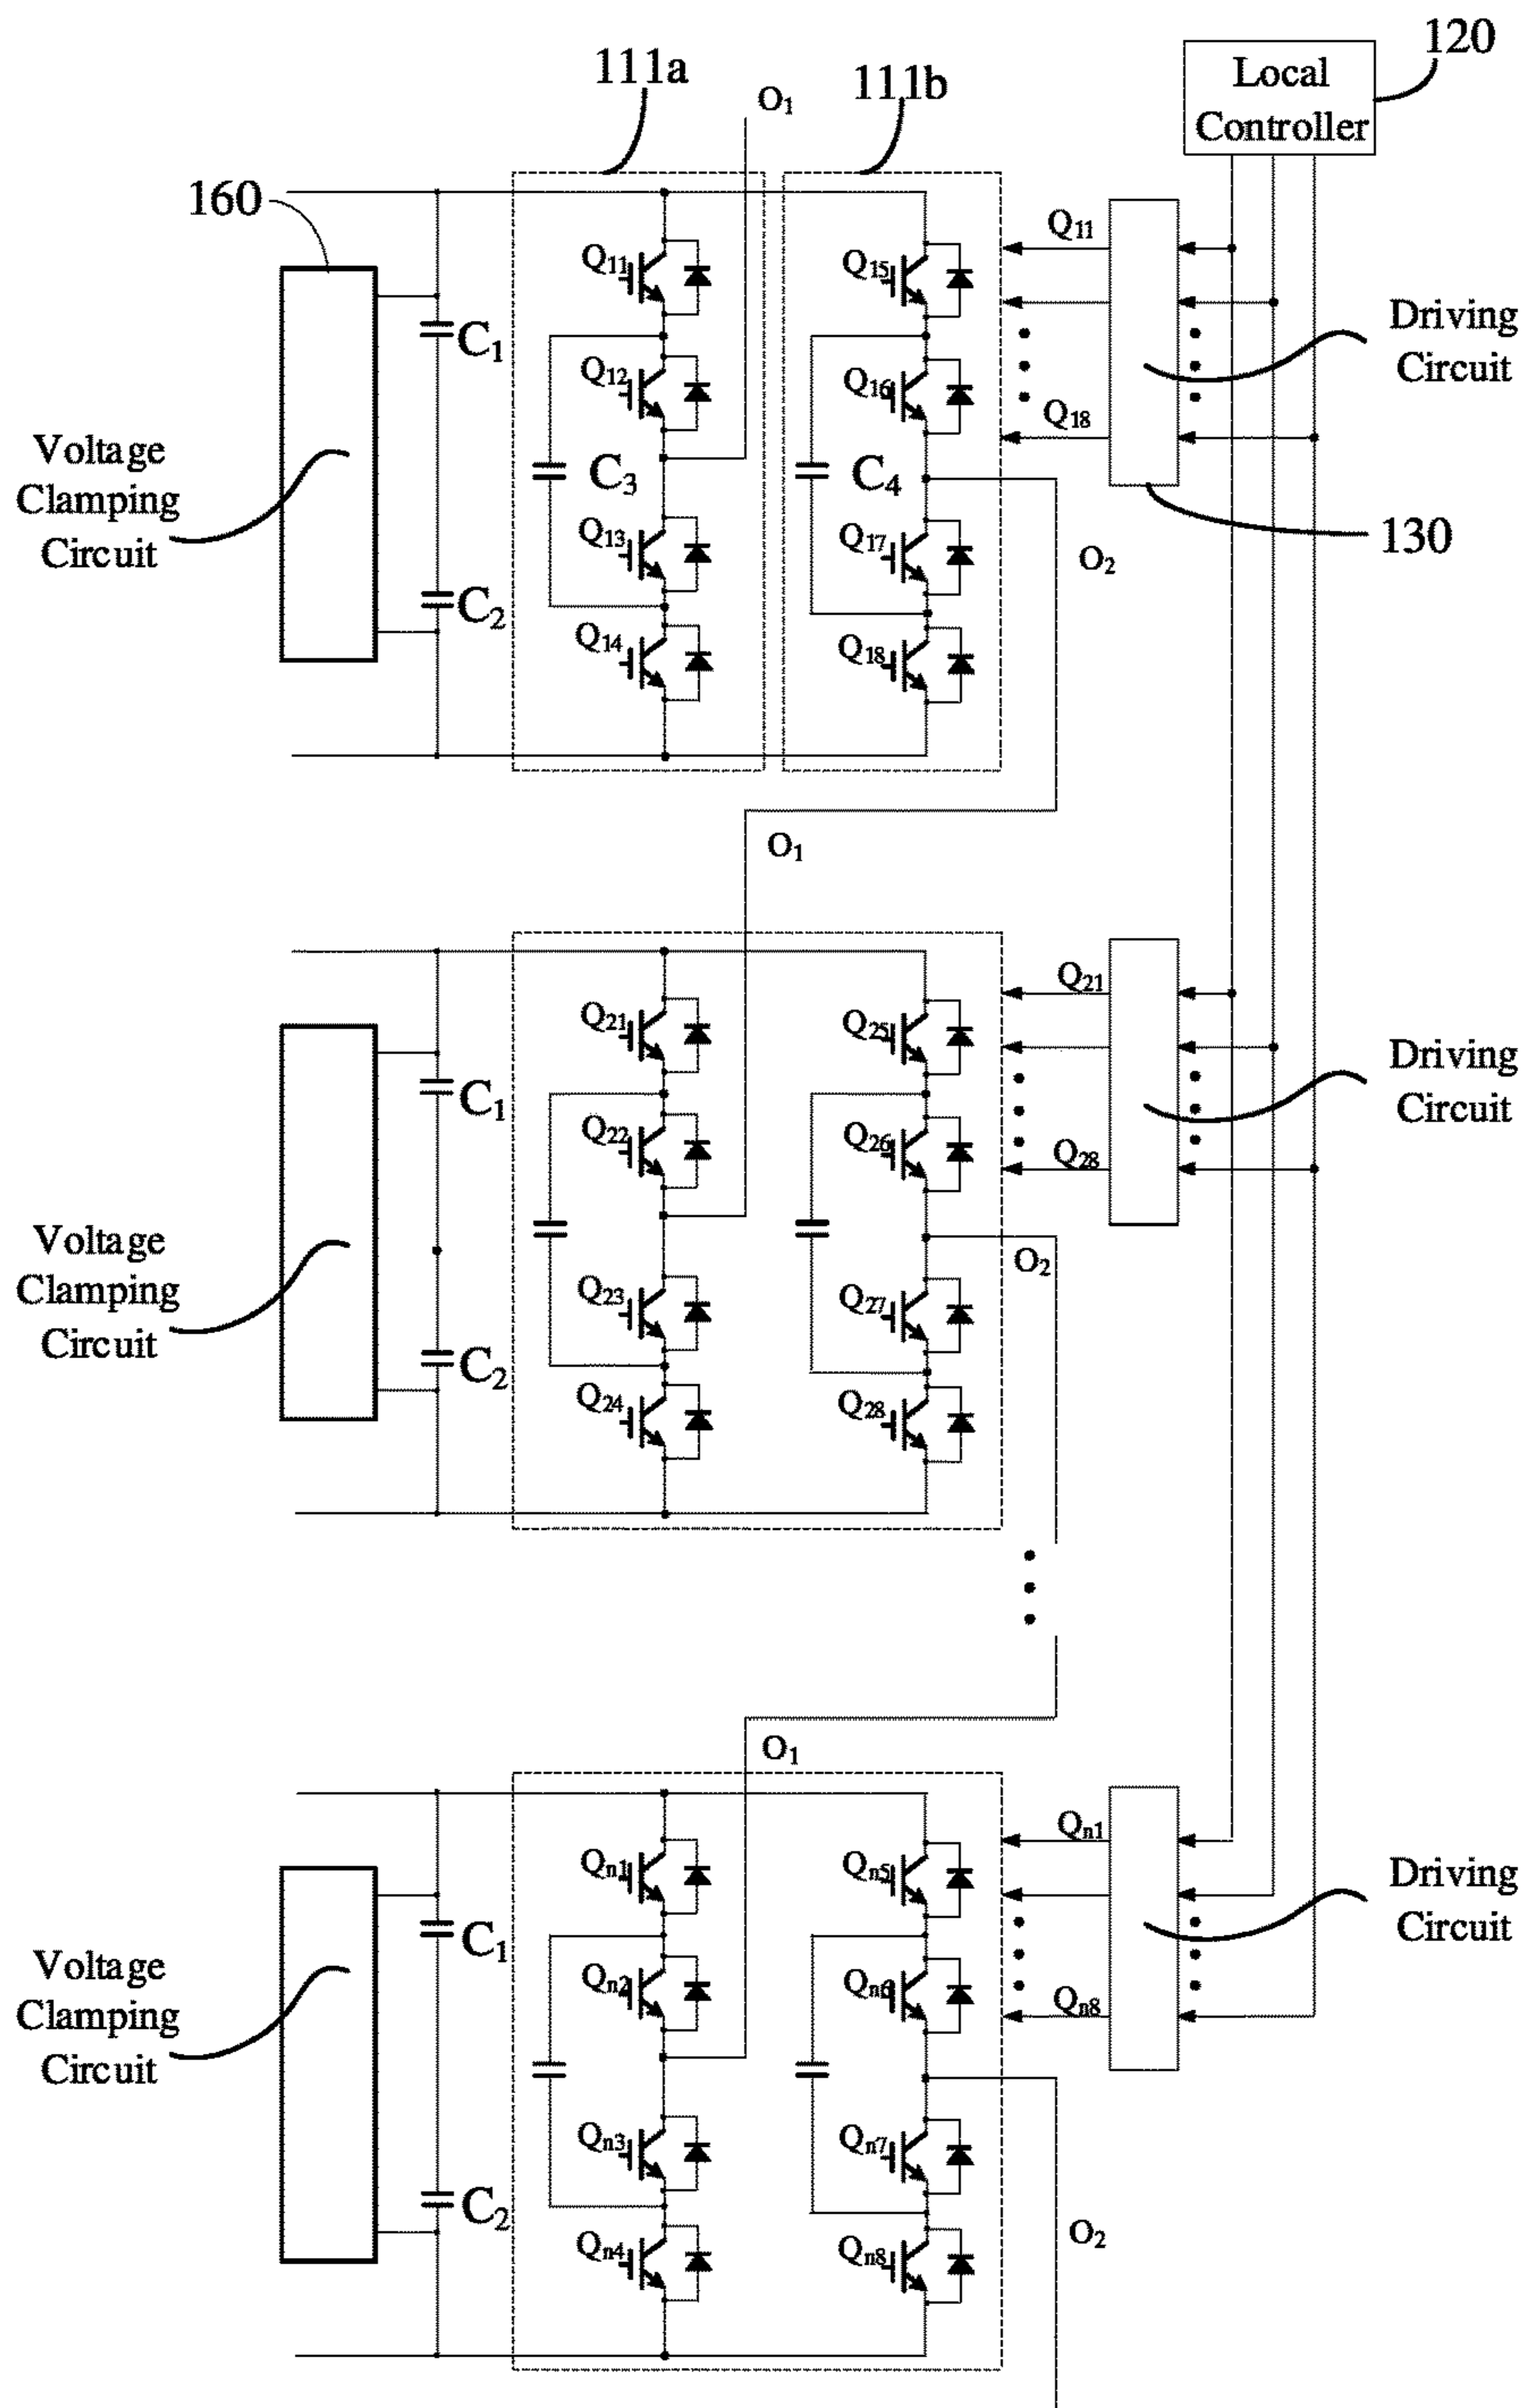 120
Local
Controller
111a
111b
O₁
160
Q₁₁
Q₁₅
Q₁₁
C₁
Driving
Circuit
Q₁₂
Q₁₆
Q₁₈
Voltage
Clamping
Circuit
C₃
C₄
Q₁₃
Q₁₇
130
O₂
C₂
Q₁₄
Q₁₈
O₁
Q₂₁
Q₂₅
Q₂₁
C₁
Driving
Circuit
Q₂₂
Q₂₆
Q₂₈
Voltage
Clamping
Circuit
O₂
Q₂₃
Q₂₇
C₂
Q₂₄
Q₂₈
O₁
Qₙ₁
Qₙ₅
Qₙ₁
C₁
Driving
Circuit
Qₙ₂
Qₙ₆
Qₙ₈
Voltage
Clamping
Circuit
Qₙ₃
Qₙ₇
C₂
Qₙ₄
Qₙ₈
O₂